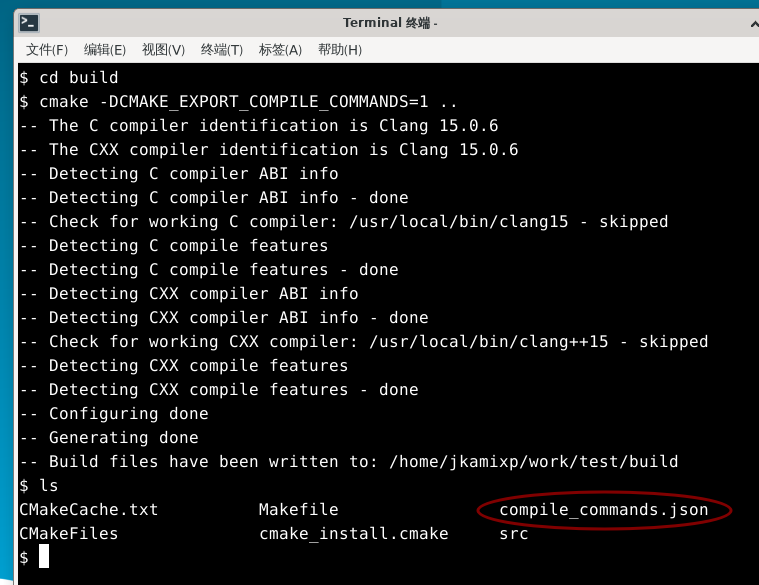 Terminal 终端 -
文件(F) 编辑(E) 视图(V) 终端(T) 标签(A) 帮助(H)
$ cd build
$ cmake -DCMAKE_EXPORT_COMPILE_COMMANDS=1 ..
-- The C compiler identification is Clang 15.0.6
-- The CXX compiler identification is Clang 15.0.6
-- Detecting C compiler ABI info
-- Detecting C compiler ABI info - done
-- Check for working C compiler: /usr/local/bin/clang15 - skipped
-- Detecting C compile features
-- Detecting C compile features - done
-- Detecting CXX compiler ABI info
-- Detecting CXX compiler ABI info - done
-- Check for working CXX compiler: /usr/local/bin/clang++15 - skipped
-- Detecting CXX compile features
-- Detecting CXX compile features - done
-- Configuring done
-- Generating done
-- Build files have been written to: /home/jkamixp/work/test/build
$ ls
CMakeCache.txt Makefile compile_commands.json
CMakeFiles cmake_install.cmake src
$